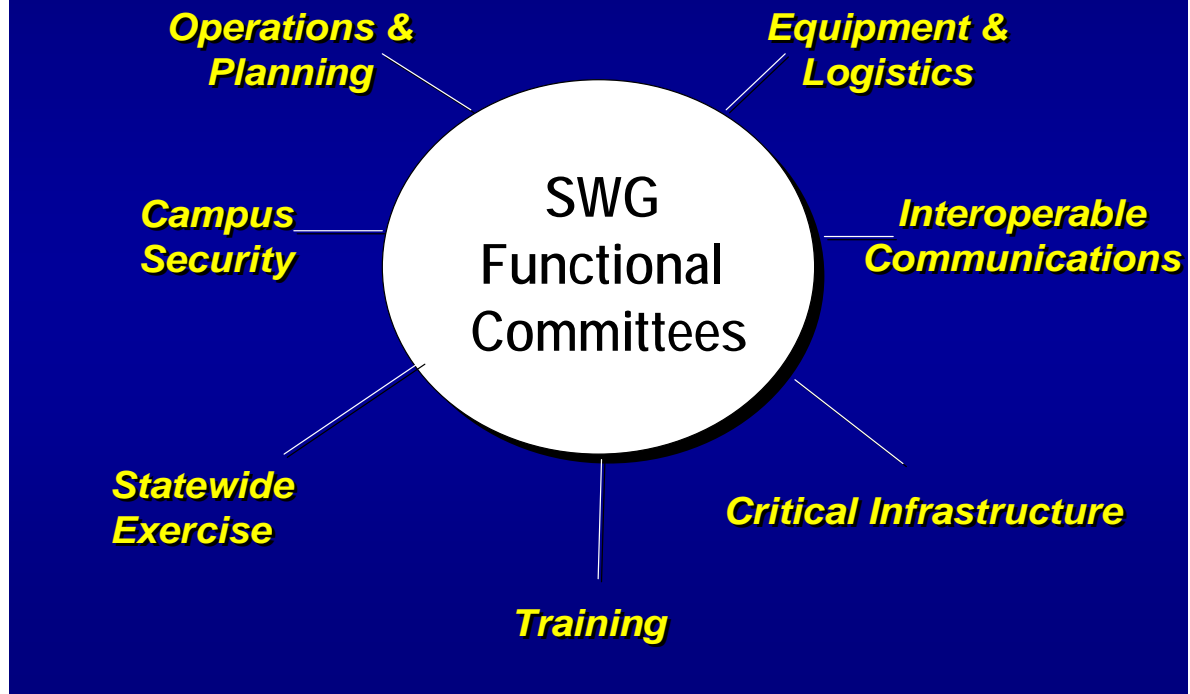 Operations &
Planning
Equipment &
Logistics
Campus
Security
SWG
Functional
Committees
Interoperable
Communications
Statewide
Exercise
Critical Infrastructure
Training